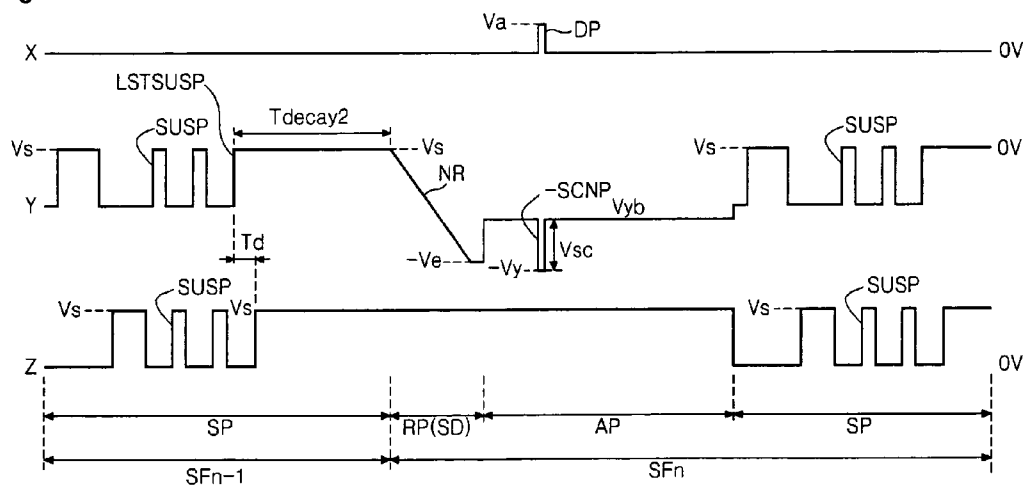 Va
DP
X
0V
LSTSUSP
Tdecay2
SUSP
SUSP
Vs
Vs
NR
Vs
0V
-SCNP
Y
Vyb
Td
Vsc
-Ve
-Vy
SUSP
SUSP
Vs
Vs
Vs
Z
0V
SP
RP(SD)
AP
SP
SFn-1
SFn